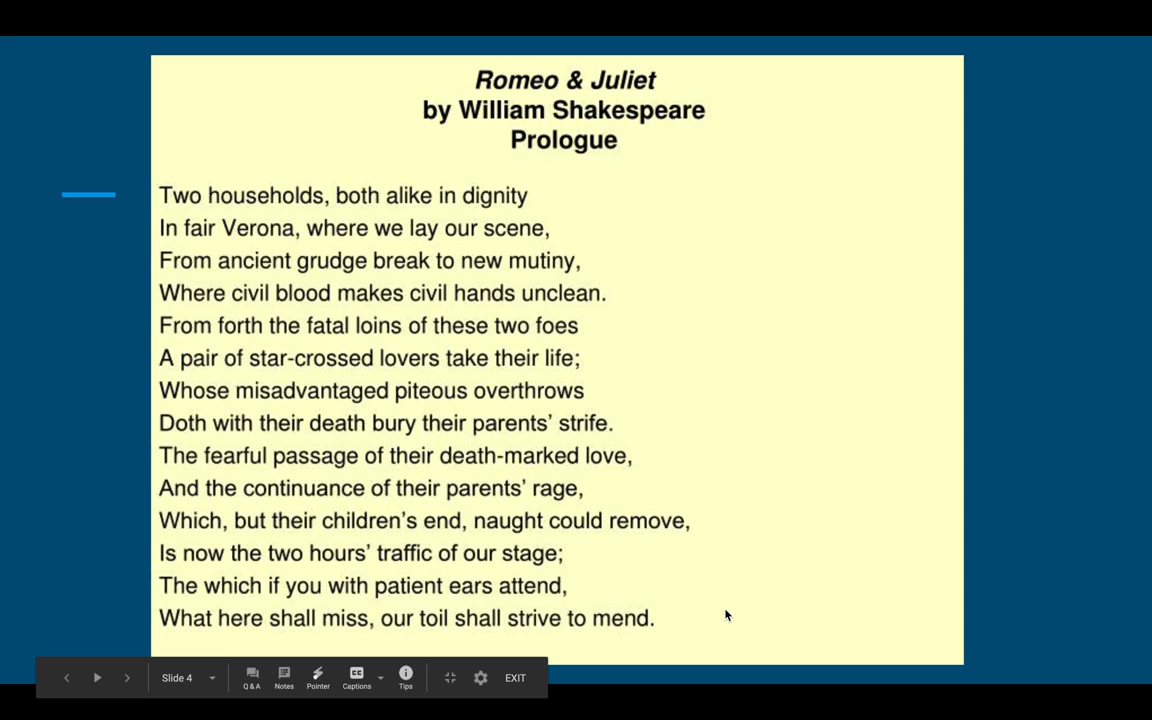 Romeo & Juliet
by William Shakespeare
Prologue
Two households, both alike in dignity
In fair Verona, where we lay our scene,
From ancient grudge break to new mutiny,
Where civil blood makes civil hands unclean.
From forth the fatal loins of these two foes
A pair of star-crossed lovers take their life;
Whose misadvantaged piteous overthrows
Doth with their death bury their parents’ strife.
The fearful passage of their death-marked love,
And the continuance of their parents’ rage,
Which, but their children’s end, naught could remove,
Is now the two hours’ traffic of our stage;
The which if you with patient ears attend,
What here shall miss, our toil shall strive to mend.
Slide 4
Q & A Notes Pointer Captions Tips EXIT